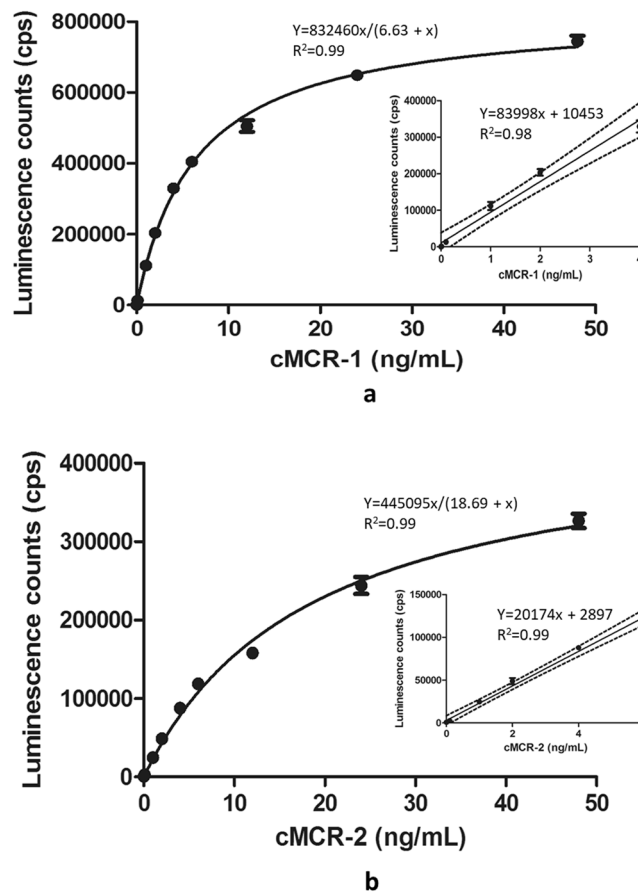 Y=832460x/(6.63 + x)
R²=0.99
800000
600000
400000
200000
0
Luminescence counts (cps)
0 10 20 30 40 50
cMCR-1 (ng/mL)
Y=83998x + 10453
R²=0.98
400000
300000
200000
100000
0
Luminescence counts (cps)
0 1 2 3 4
cMCR-1 (ng/mL)
a
Y=445095x/(18.69 + x)
R²=0.99
400000
300000
200000
100000
0
Luminescence counts (cps)
0 10 20 30 40 50
cMCR-2 (ng/mL)
Y=20174x + 2897
R²=0.99
150000
100000
50000
0
Luminescence counts (cps)
0 2 4
cMCR-2 (ng/mL)
b